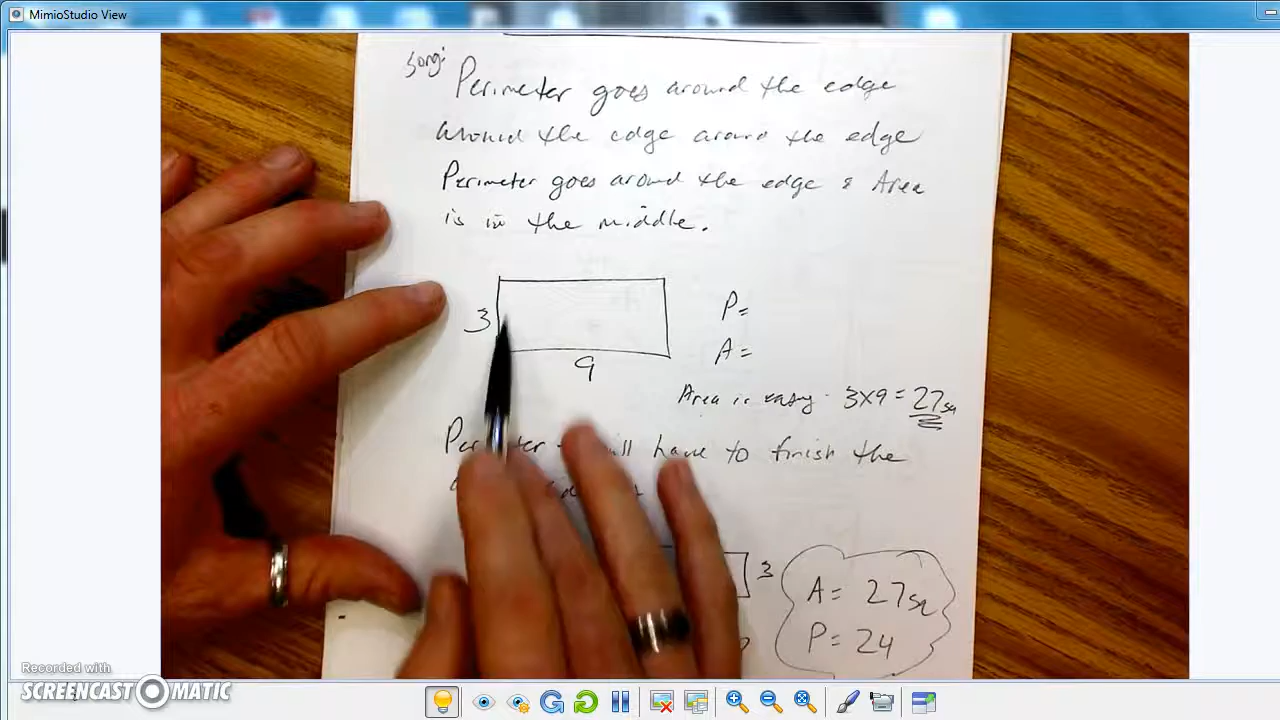 MimioStudio View
Song:
Perimeter goes around the edge
around the edge around the edge
Perimeter goes around the edge & Area
is in the middle.
3
9
P=
A=
Area is easy. 3x9 = 27sq
have to finish the
3
A = 27sq
P = 24
Recorded with
SCREENCAST MATIC